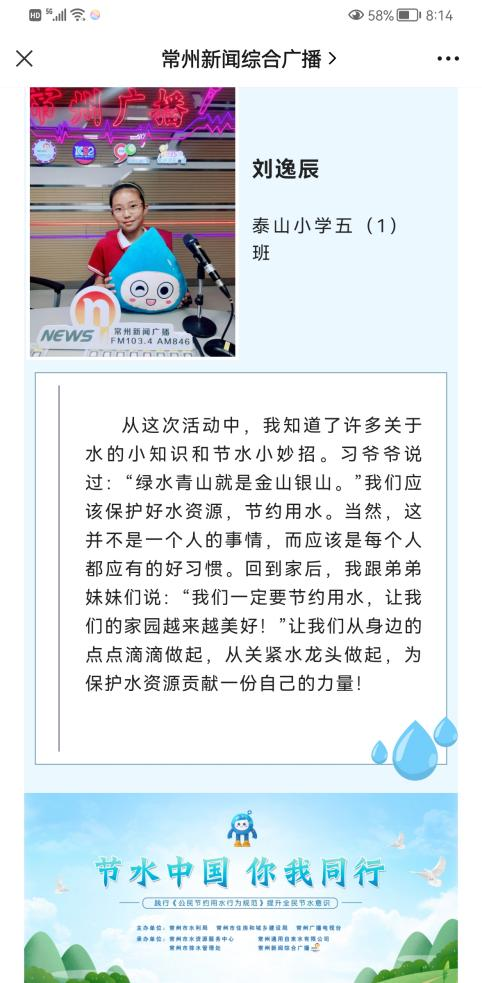 HD 5G 58% 8:14
常州新闻综合广播
常州广播
刘逸辰
泰山小学五（1）
班
NEWS
常州新闻广播
FM103.4 AM846
从这次活动中，我知道了许多关于
水的小知识和节水小妙招。习爷爷说
过：“绿水青山就是金山银山。”我们应
该保护好水资源，节约用水。当然，这
并不是一个人的事情，而应该是每个人
都应有的好习惯。回到家后，我跟弟弟
妹妹们说：“我们一定要节约用水，让我
们的家园越来越美好！”让我们从身边的
点点滴滴做起，从关紧水龙头做起，为
保护水资源贡献一份自己的力量！
节水中国 你我同行
践行《公民节约用水行为规范》提升全民节水意识
主办单位：常州市水利局 常州市住房和城乡建设局 常州广播电视台
承办单位：常州市水资源服务中心 常州通用自来水有限公司
常州市排水管理处 常州新闻综合广播